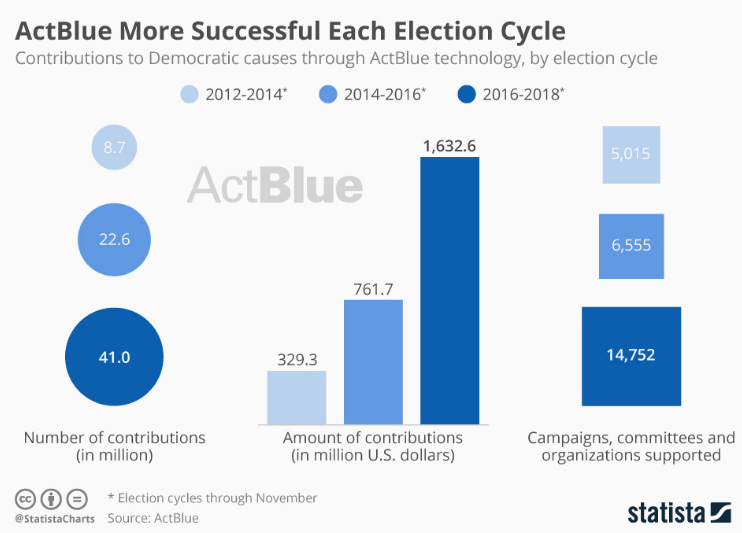 ActBlue More Successful Each Election Cycle
Contributions to Democratic causes through ActBlue technology, by election cycle
2012-2014*
2014-2016*
2016-2018*
8.7
22.6
41.0
Number of contributions
(in million)
ActBlue
329.3
761.7
1,632.6
Amount of contributions
(in million U.S. dollars)
5,015
6,555
14,752
Campaigns, committees and
organizations supported
cc
@StatistaCharts
* Election cycles through November
Source: ActBlue
statista